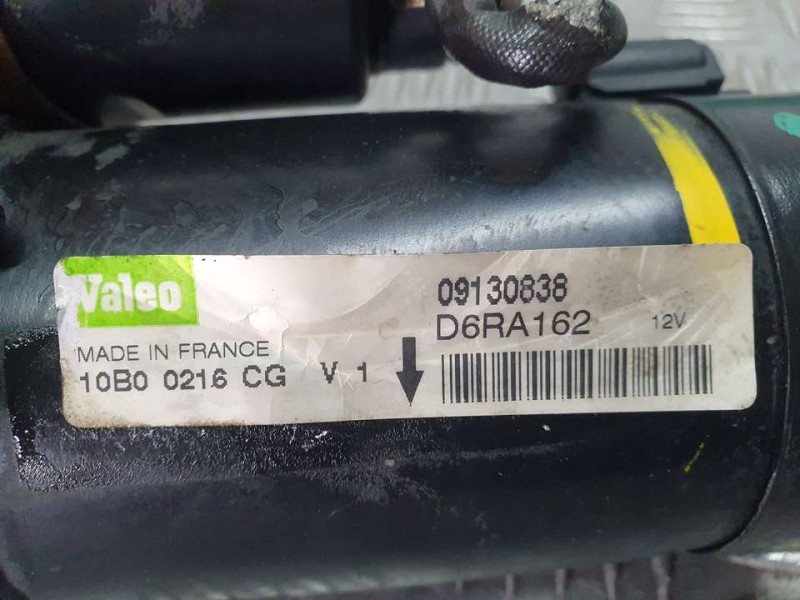 Valeo
MADE IN FRANCE
10B0 0216 CG V 1
09130838
D6RA162 12V